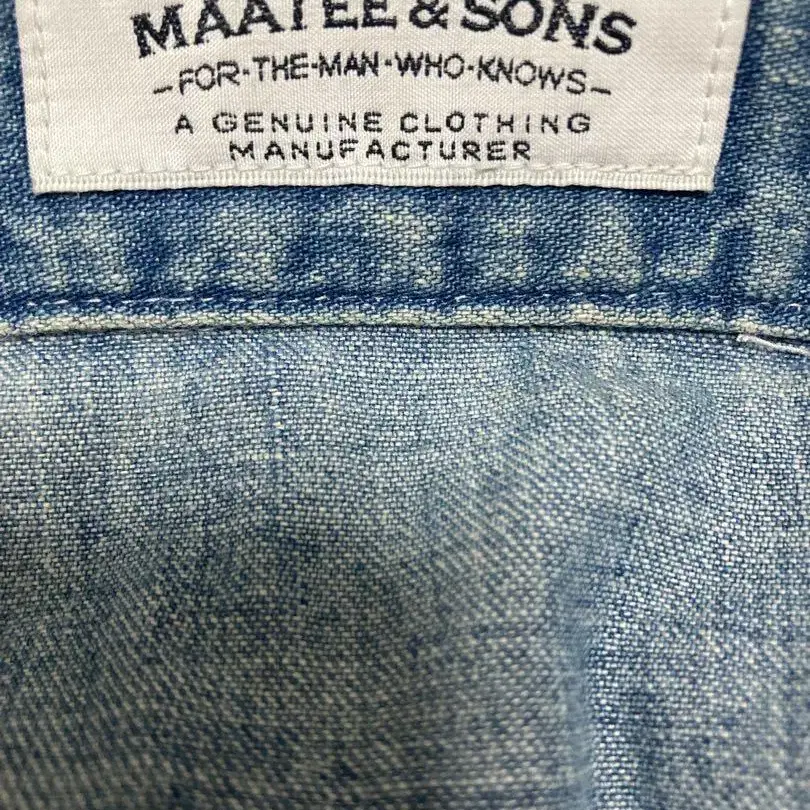 MAATEE & SONS
-FOR·THE·MAN·WHO·KNOWS-
A GENUINE CLOTHING
MANUFACTURER